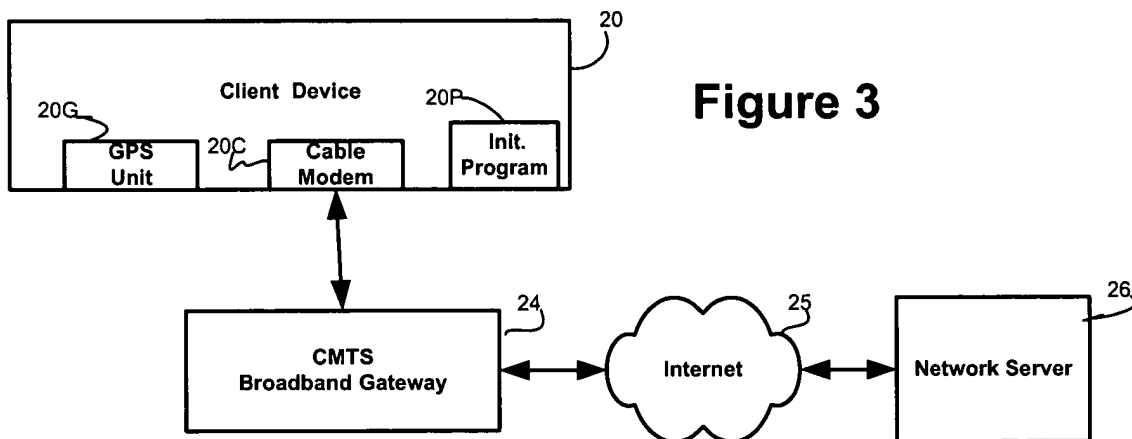 20
Client Device
Figure 3
20G
20P
20C
GPS
Unit
Cable
Modem
Init.
Program
24
25
26
CMTS
Broadband Gateway
Internet
Network Server